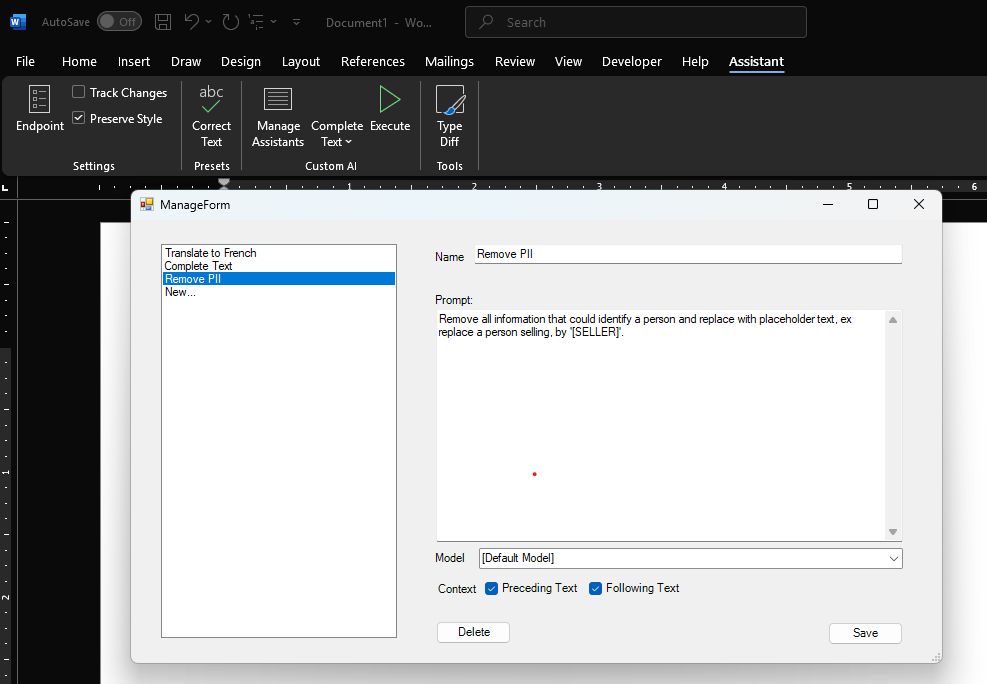 W
AutoSave Off Document1 - Wo... Search
File Home Insert Draw Design Layout References Mailings Review View Developer Help Assistant
Endpoint
Track Changes
Preserve Style
Settings
abc
Correct
Text
Presets
Manage
Assistants
Complete
Text
Execute
Custom AI
Type
Diff
Tools
1 2 3 4 5 6
1
2
ManageForm
Translate to French
Complete Text
Remove PII
New...
Name Remove PII
Prompt:
Remove all information that could identify a person and replace with placeholder text, ex
replace a person selling, by '[SELLER]'.
Model [Default Model]
Context Preceding Text Following Text
Delete Save